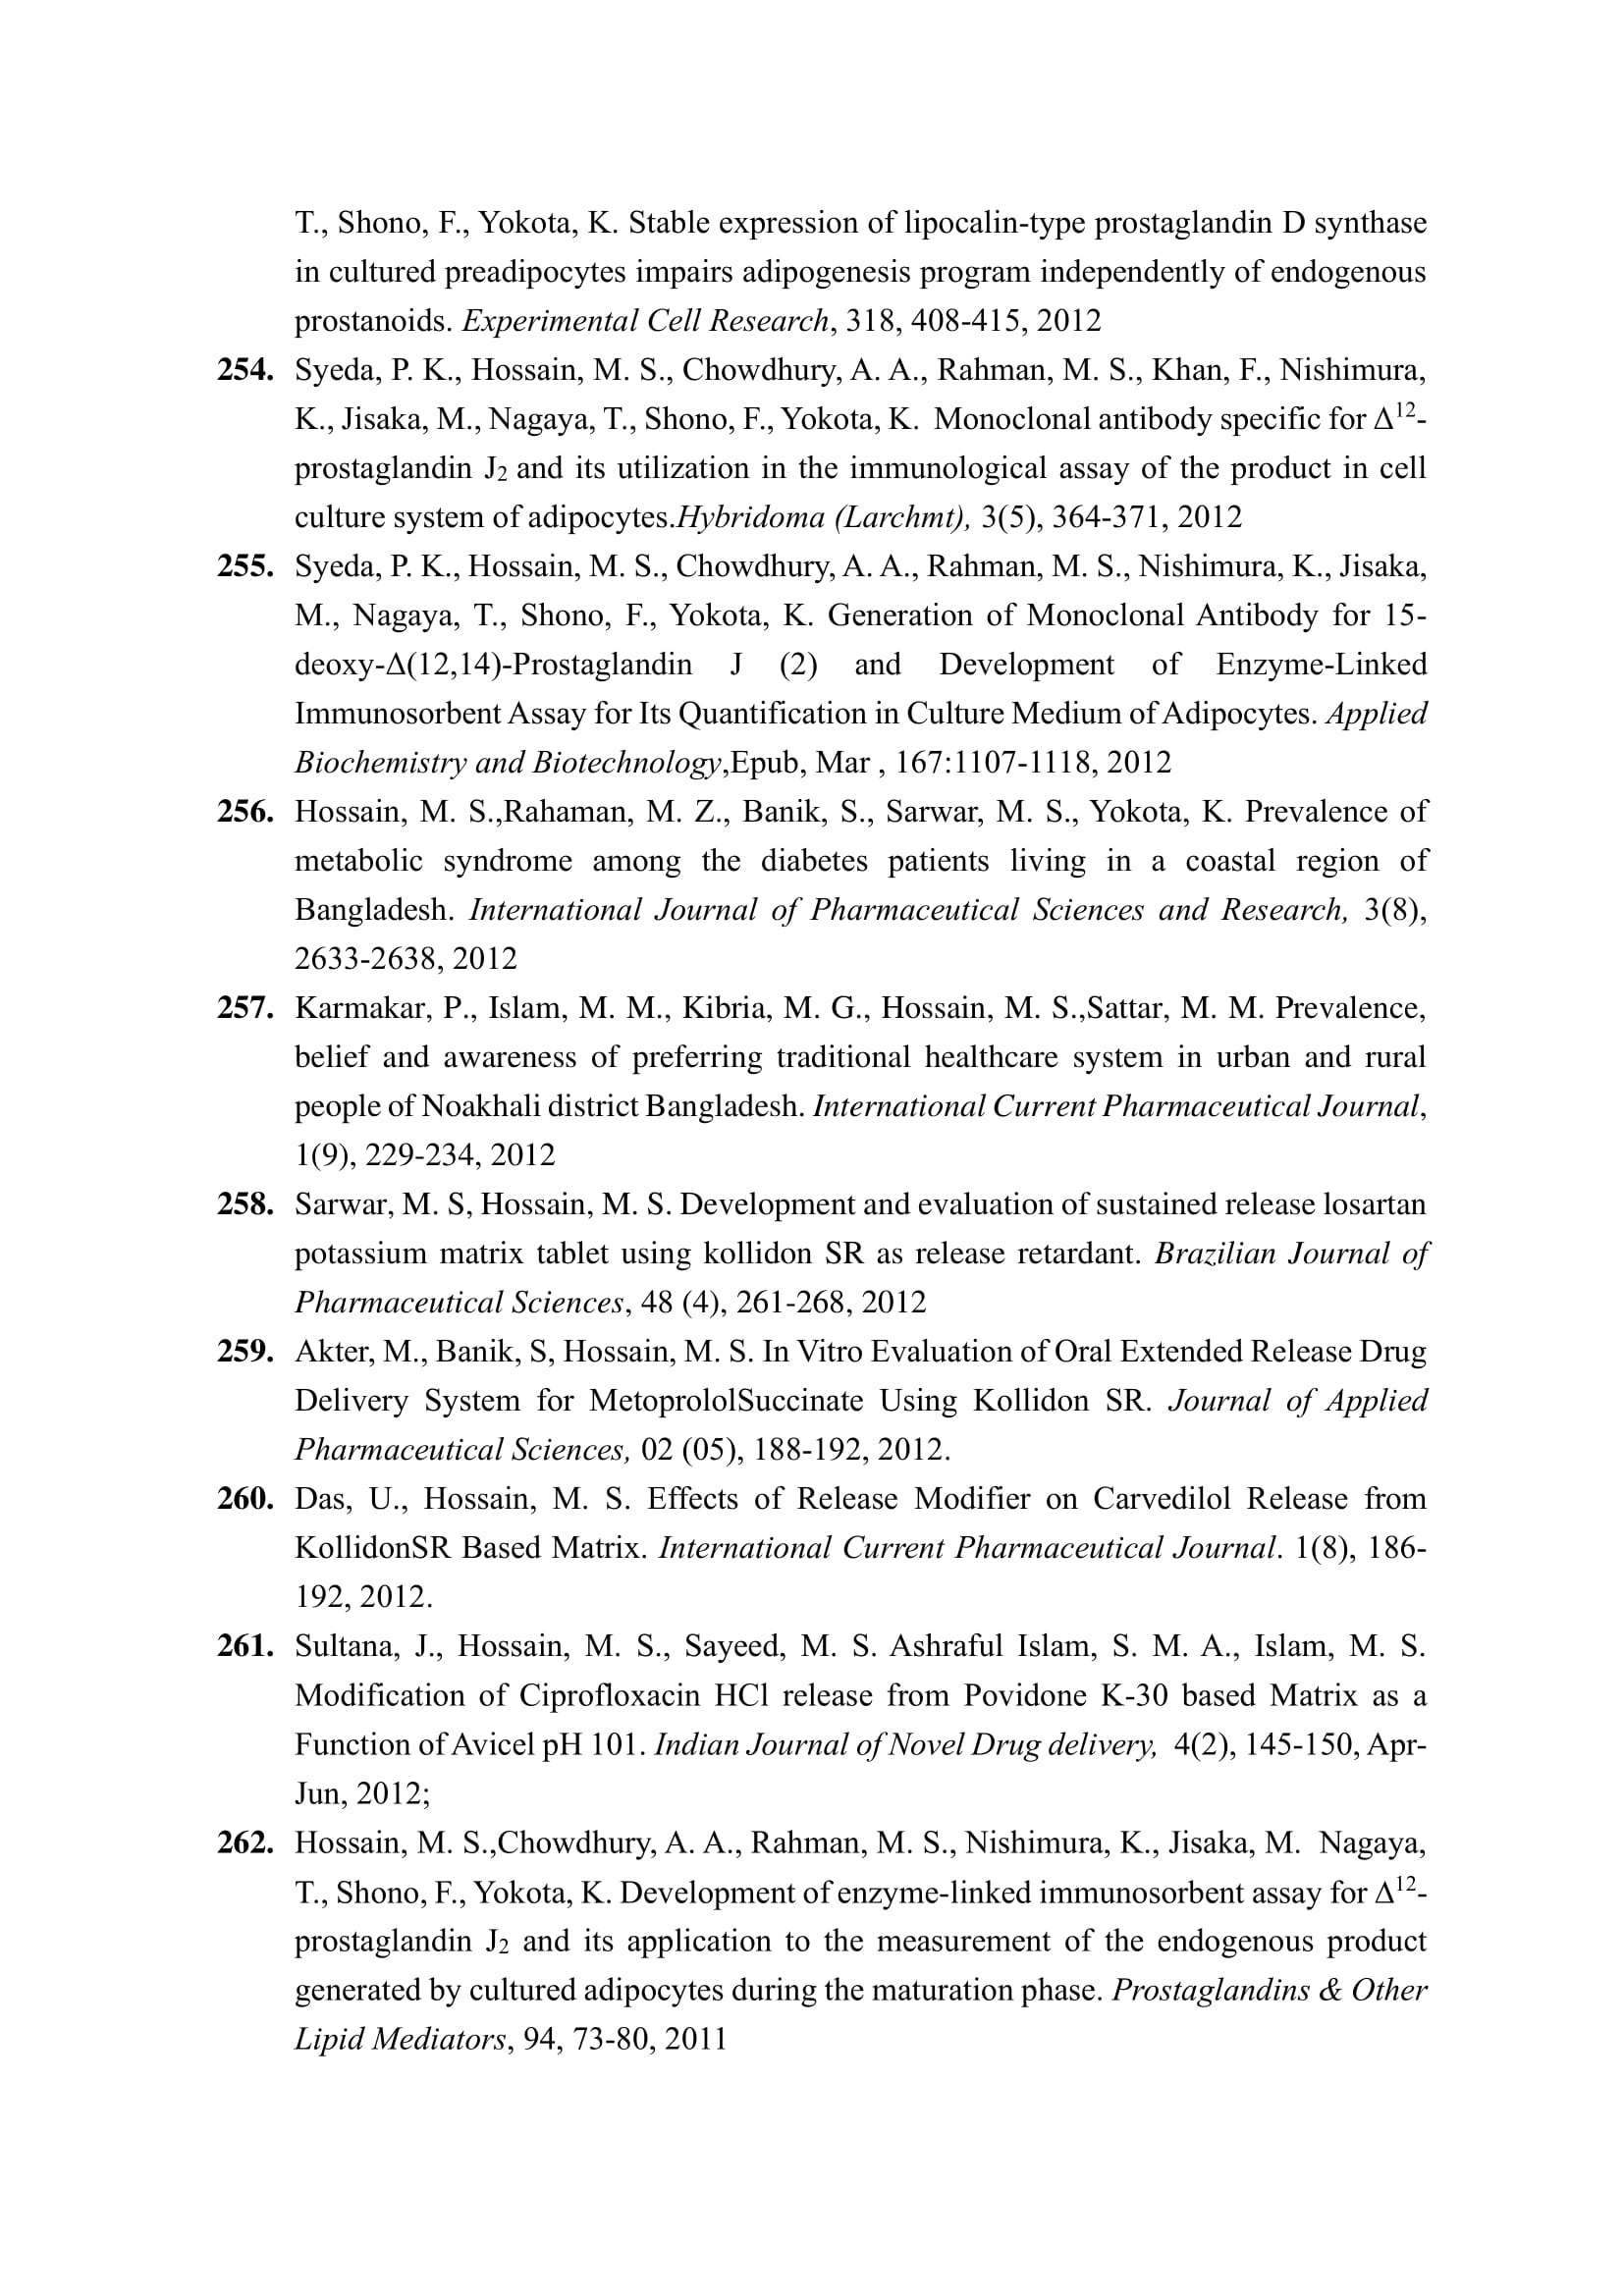 T., Shono, F., Yokota, K. Stable expression of lipocalin-type prostaglandin D synthase
in cultured preadipocytes impairs adipogenesis program independently of endogenous
prostanoids. Experimental Cell Research, 318, 408-415, 2012
254. Syeda, P. K., Hossain, M. S., Chowdhury, A. A., Rahman, M. S., Khan, F., Nishimura,
K., Jisaka, M., Nagaya, T., Shono, F., Yokota, K. Monoclonal antibody specific for Δ¹²-
prostaglandin J₂ and its utilization in the immunological assay of the product in cell
culture system of adipocytes.Hybridoma (Larchmt), 3(5), 364-371, 2012
255. Syeda, P. K., Hossain, M. S., Chowdhury, A. A., Rahman, M. S., Nishimura, K., Jisaka,
M., Nagaya, T., Shono, F., Yokota, K. Generation of Monoclonal Antibody for 15-
deoxy-Δ(12,14)-Prostaglandin J (2) and Development of Enzyme-Linked
Immunosorbent Assay for Its Quantification in Culture Medium of Adipocytes. Applied
Biochemistry and Biotechnology,Epub, Mar , 167:1107-1118, 2012
256. Hossain, M. S.,Rahaman, M. Z., Banik, S., Sarwar, M. S., Yokota, K. Prevalence of
metabolic syndrome among the diabetes patients living in a coastal region of
Bangladesh. International Journal of Pharmaceutical Sciences and Research, 3(8),
2633-2638, 2012
257. Karmakar, P., Islam, M. M., Kibria, M. G., Hossain, M. S.,Sattar, M. M. Prevalence,
belief and awareness of preferring traditional healthcare system in urban and rural
people of Noakhali district Bangladesh. International Current Pharmaceutical Journal,
1(9), 229-234, 2012
258. Sarwar, M. S, Hossain, M. S. Development and evaluation of sustained release losartan
potassium matrix tablet using kollidon SR as release retardant. Brazilian Journal of
Pharmaceutical Sciences, 48 (4), 261-268, 2012
259. Akter, M., Banik, S, Hossain, M. S. In Vitro Evaluation of Oral Extended Release Drug
Delivery System for MetoprololSuccinate Using Kollidon SR. Journal of Applied
Pharmaceutical Sciences, 02 (05), 188-192, 2012.
260. Das, U., Hossain, M. S. Effects of Release Modifier on Carvedilol Release from
KollidonSR Based Matrix. International Current Pharmaceutical Journal. 1(8), 186-
192, 2012.
261. Sultana, J., Hossain, M. S., Sayeed, M. S. Ashraful Islam, S. M. A., Islam, M. S.
Modification of Ciprofloxacin HCl release from Povidone K-30 based Matrix as a
Function of Avicel pH 101. Indian Journal of Novel Drug delivery, 4(2), 145-150, Apr-
Jun, 2012;
262. Hossain, M. S.,Chowdhury, A. A., Rahman, M. S., Nishimura, K., Jisaka, M. Nagaya,
T., Shono, F., Yokota, K. Development of enzyme-linked immunosorbent assay for Δ¹²-
prostaglandin J₂ and its application to the measurement of the endogenous product
generated by cultured adipocytes during the maturation phase. Prostaglandins & Other
Lipid Mediators, 94, 73-80, 2011